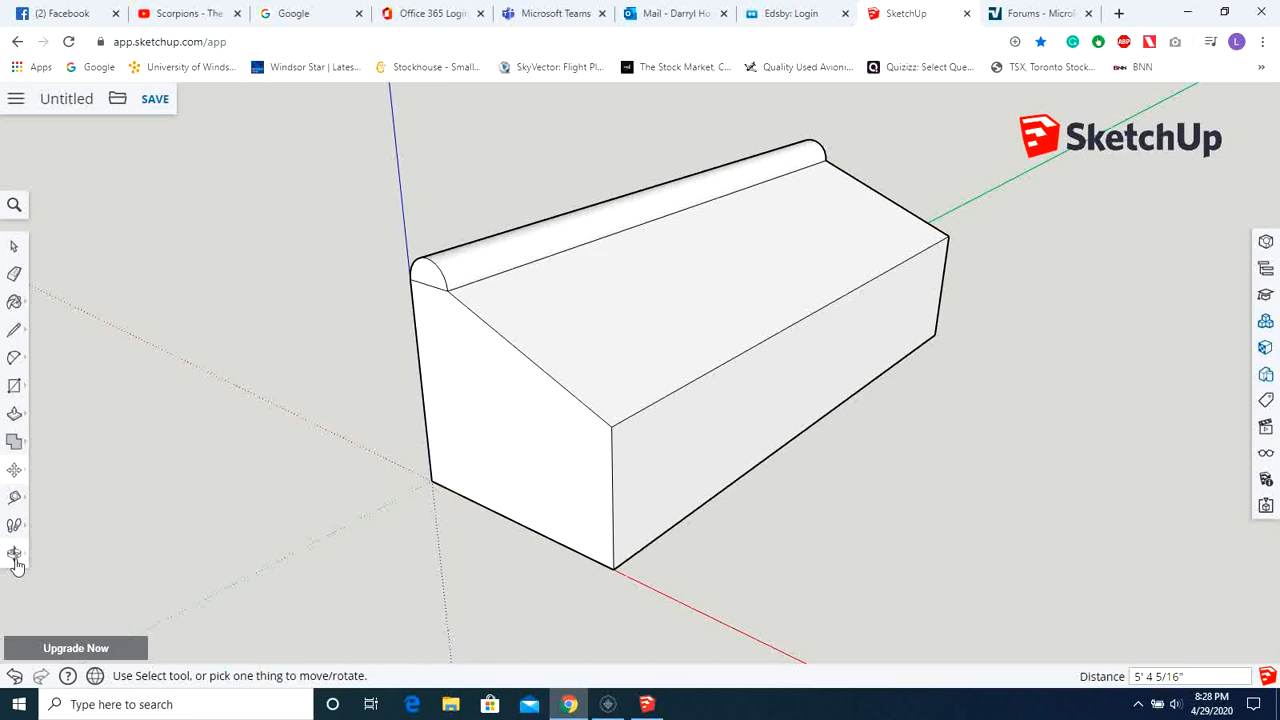 (2) Facebook
Scorpions - The
Google
Office 365 Login
Microsoft Teams
Mail - Darryl Ho
Edsby: Login
SketchUp
Forums - Micro
app.sketchup.com/app
ABP
L
Apps
Google
University of Winds...
Windsor Star | Lates...
Stockhouse - Small...
SkyVector: Flight Pl...
The Stock Market, C...
Quality Used Avioni...
Quizizz: Select Que...
TSX, Toronto Stock...
BNN
BNN
»
Untitled
SAVE
SketchUp
Upgrade Now
Use Select tool, or pick one thing to move/rotate.
Distance
5' 4 5/16"
Type here to search
8:28 PM
4/29/2020